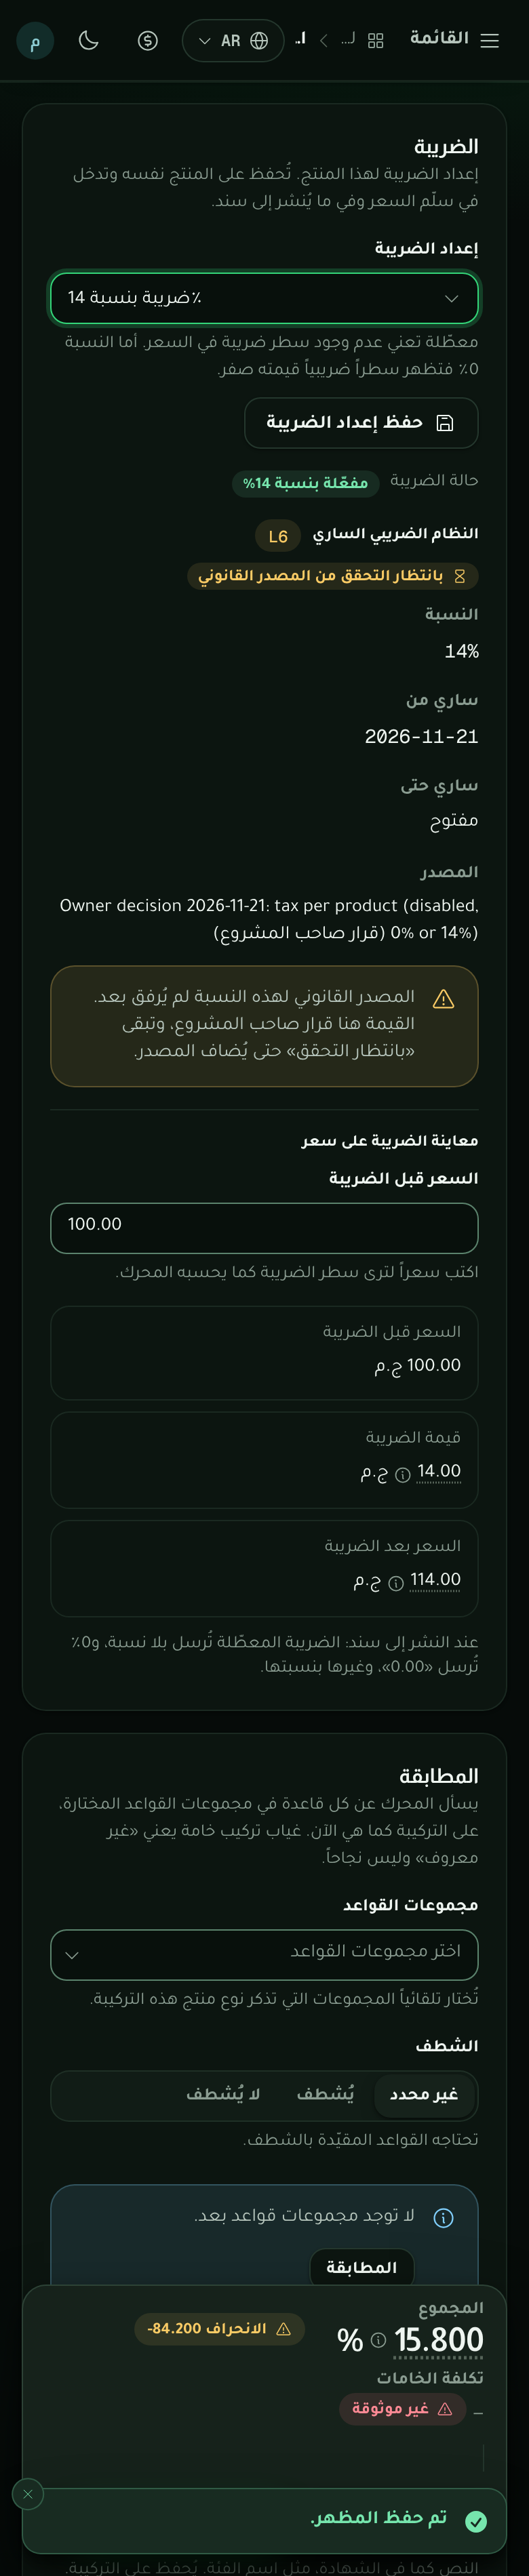 القائمة
لـ...
ا.
AR
م
الضريبة
إعداد الضريبة لهذا المنتج. تُحفظ على المنتج نفسه وتدخل
في سلّم السعر وفي ما يُنشر إلى سند.
إعداد الضريبة
ضريبة بنسبة 14٪
معطّلة تعني عدم وجود سطر ضريبة في السعر. أما النسبة
0٪ فتظهر سطراً ضريبياً قيمته صفر.
حفظ إعداد الضريبة
حالة الضريبة
مفعّلة بنسبة 14%
النظام الضريبي الساري
L6
بانتظار التحقق من المصدر القانوني
النسبة
14%
ساري من
2026-11-21
ساري حتى
مفتوح
المصدر
Owner decision 2026-11-21: tax per product (disabled,
0% or 14%) (قرار صاحب المشروع)
المصدر القانوني لهذه النسبة لم يُرفق بعد.
القيمة هنا قرار صاحب المشروع، وتبقى
«بانتظار التحقق» حتى يُضاف المصدر.
معاينة الضريبة على سعر
السعر قبل الضريبة
100.00
اكتب سعراً لترى سطر الضريبة كما يحسبه المحرك.
السعر قبل الضريبة
100.00 ج.م
قيمة الضريبة
14.00 ج.م
السعر بعد الضريبة
114.00 ج.م
عند النشر إلى سند: الضريبة المعطّلة تُرسل بلا نسبة، و0٪
تُرسل «0.00»، وغيرها بنسبتها.
المطابقة
يسأل المحرك عن كل قاعدة في مجموعات القواعد المختارة،
على التركيبة كما هي الآن. غياب تركيب خامة يعني «غير
معروف» وليس نجاحاً.
مجموعات القواعد
اختر مجموعات القواعد
تُختار تلقائياً المجموعات التي تذكر نوع منتج هذه التركيبة.
الشطف
غير محدد
يُشطف
لا يُشطف
تحتاجه القواعد المقيّدة بالشطف.
لا توجد مجموعات قواعد بعد.
المطابقة
المجموع
15.800 %
الانحراف 84.200-
تكلفة الخامات
–
غير موثوقة
تم حفظ المظهر.
النص كما في الشهادة، مثل اسم الفئة. يُحفظ على التركيبة.